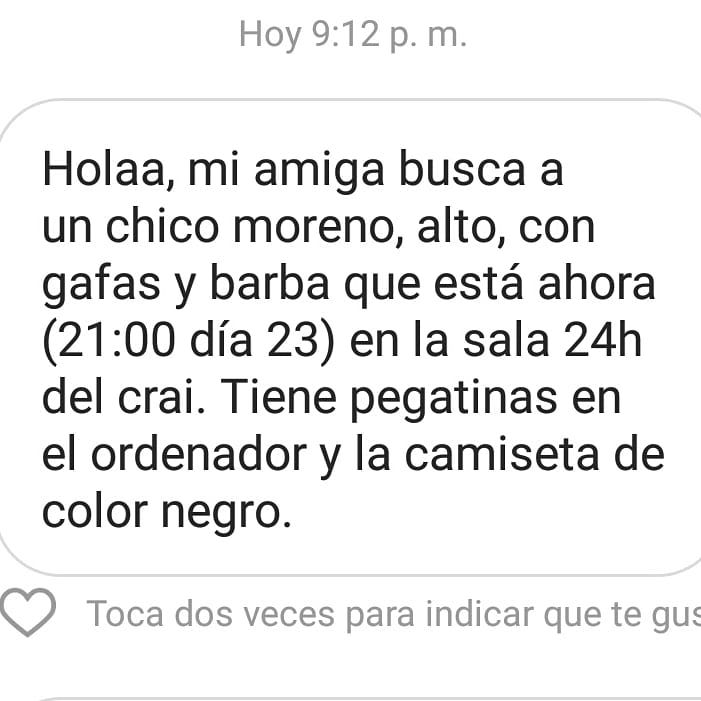 Hoy 9:12 p. m.
Holaa, mi amiga busca a
un chico moreno, alto, con
gafas y barba que está ahora
(21:00 día 23) en la sala 24h
del crai. Tiene pegatinas en
el ordenador y la camiseta de
color negro.
Toca dos veces para indicar que te